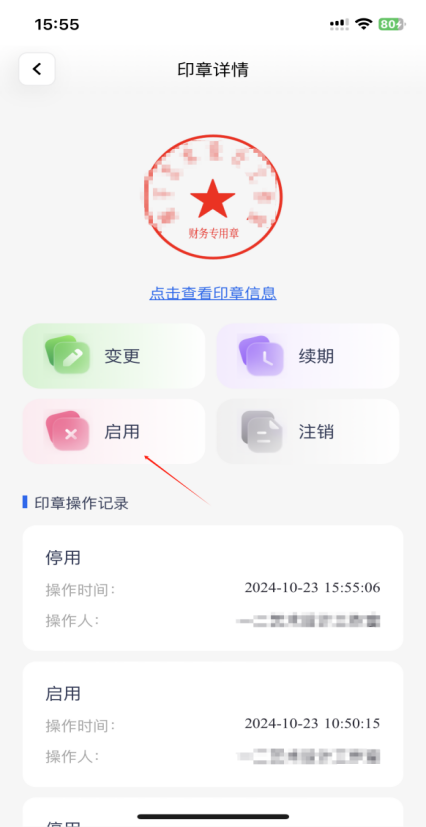 15:55
80
印章详情
财务专用章
点击查看印章信息
变更
续期
启用
注销
印章操作记录
停用
操作时间：
2024-10-23 15:55:06
操作人：
启用
操作时间：
2024-10-23 10:50:15
操作人：
停用